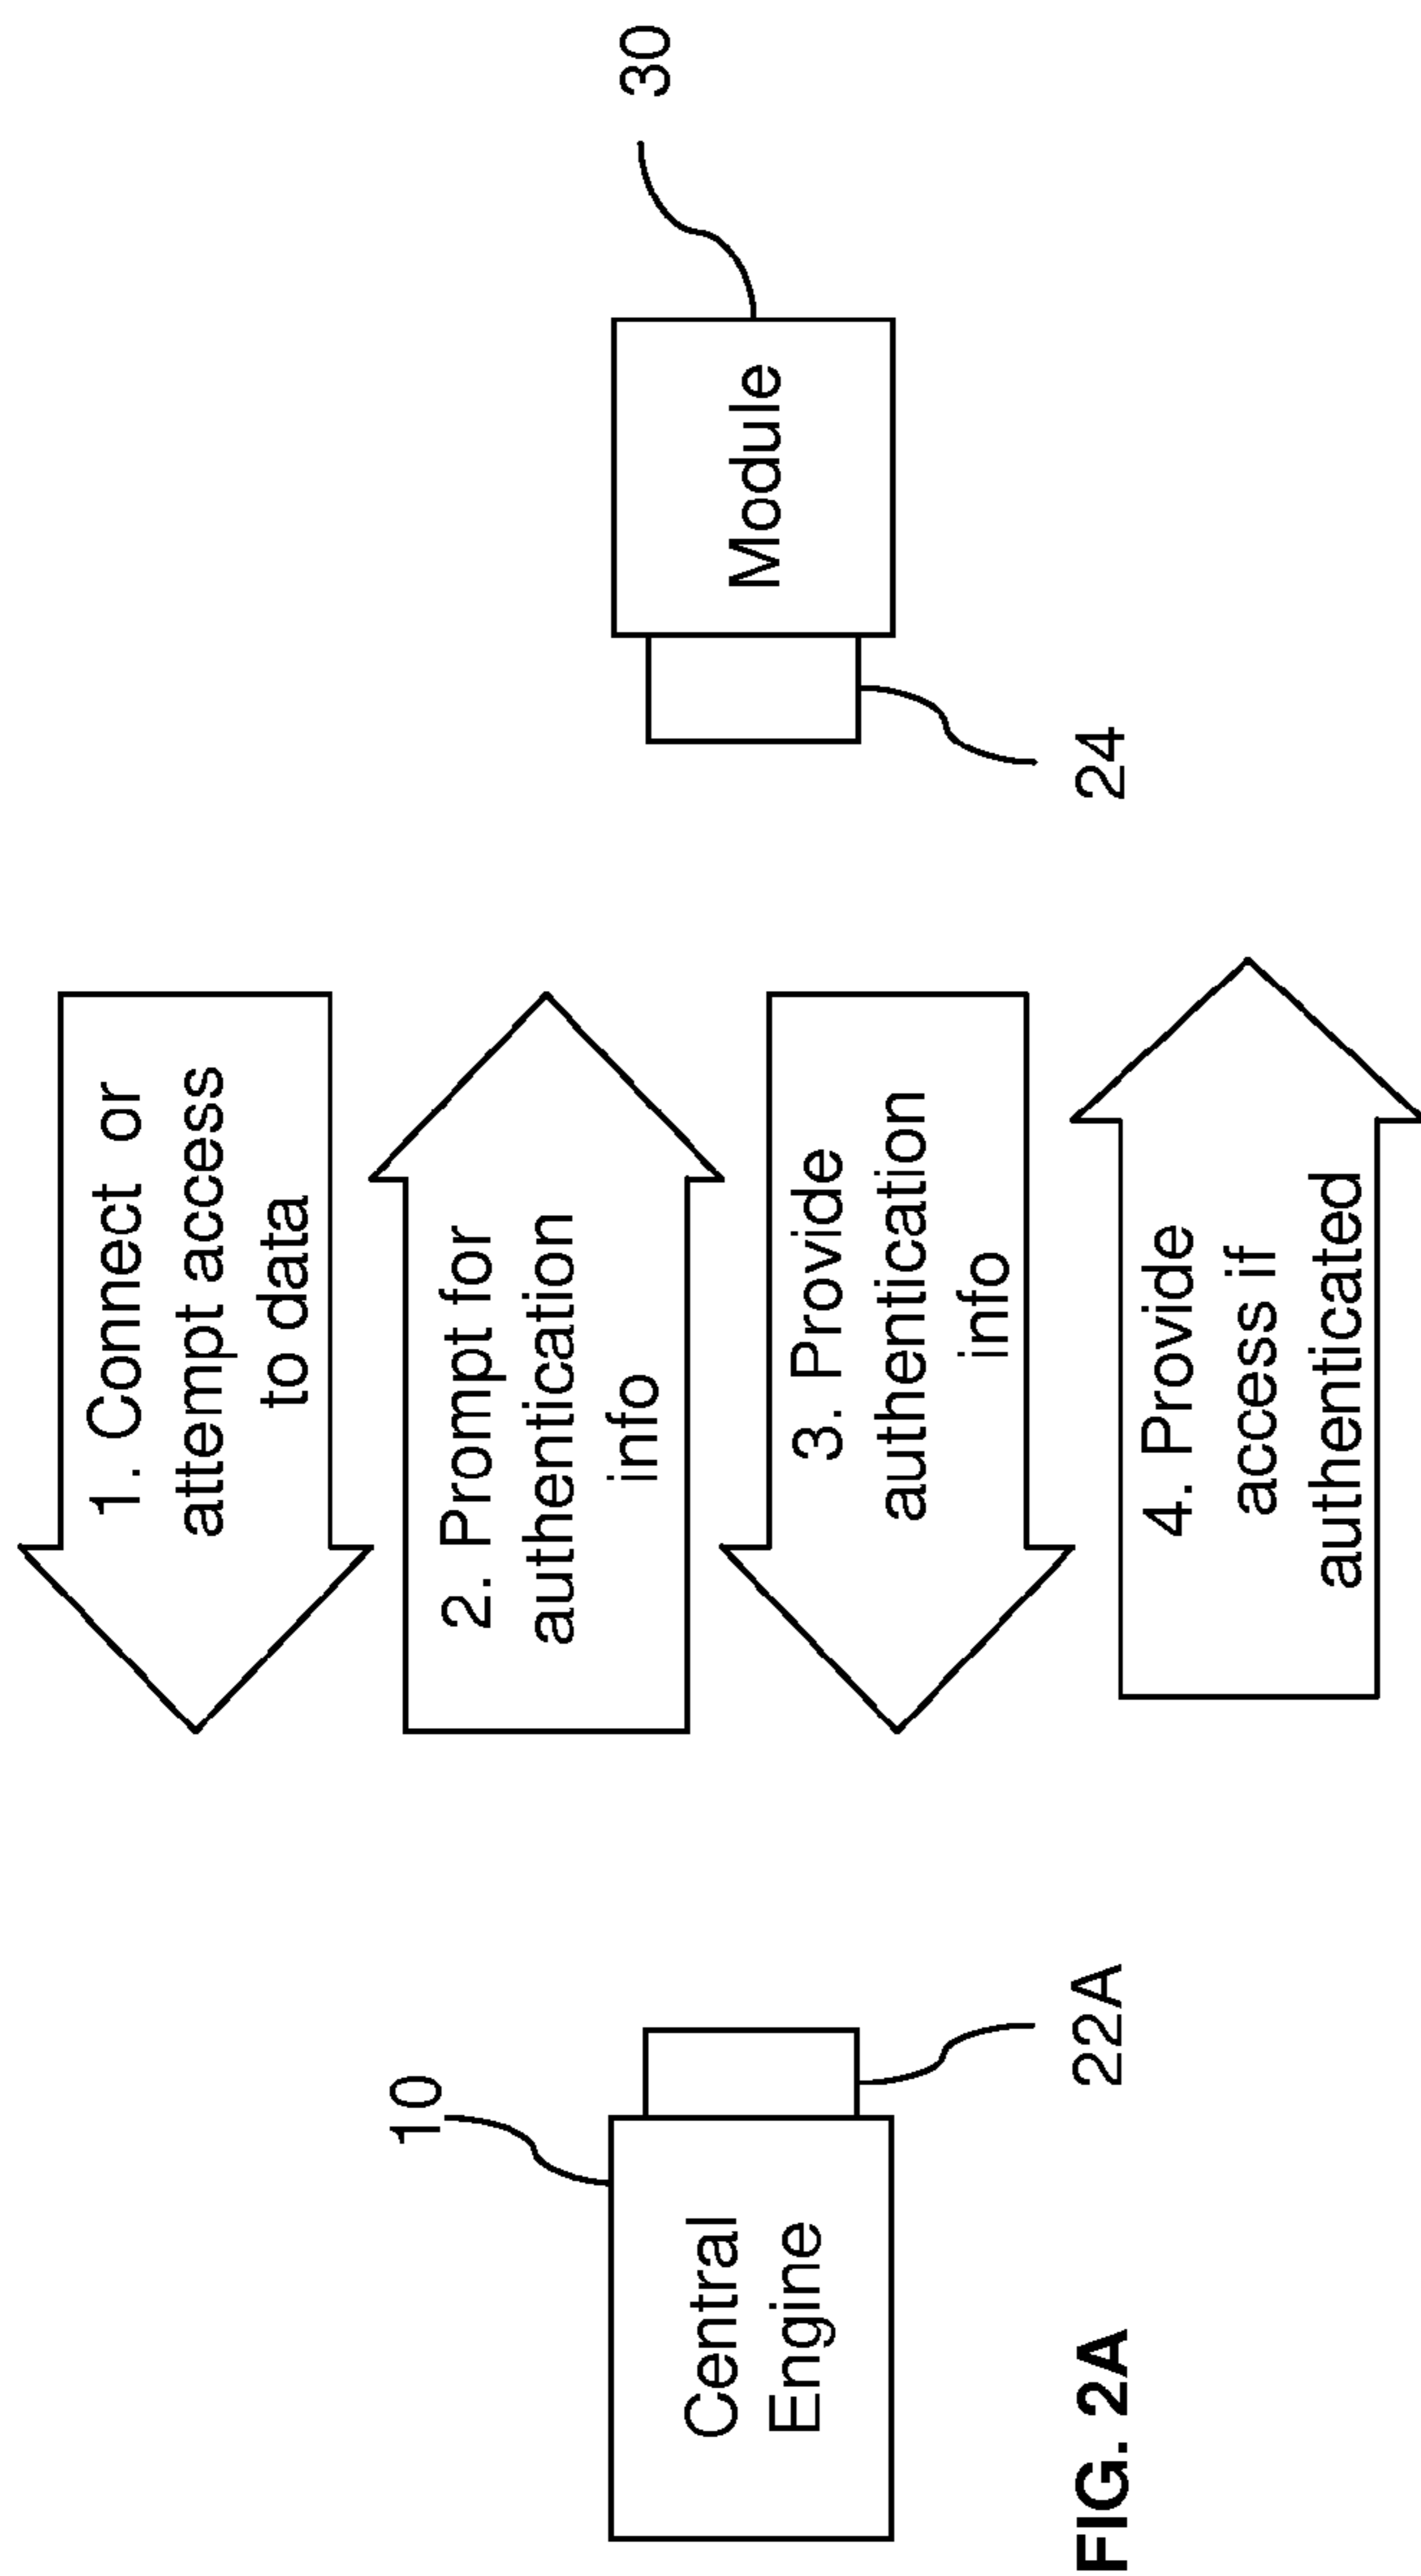 10
Central
Engine
22A
1. Connect or
attempt access
to data
2. Prompt for
authentication
info
3. Provide
authentication
info
4. Provide
access if
authenticated
30
Module
24
FIG. 2A